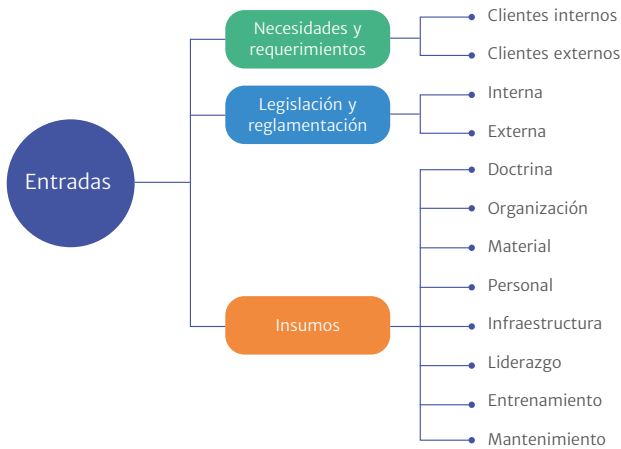 Entradas
Necesidades y
requerimientos
Clientes internos
Clientes externos
Legislación y
reglamentación
Interna
Externa
Insumos
Doctrina
Organización
Material
Personal
Infraestructura
Liderazgo
Entrenamiento
Mantenimiento